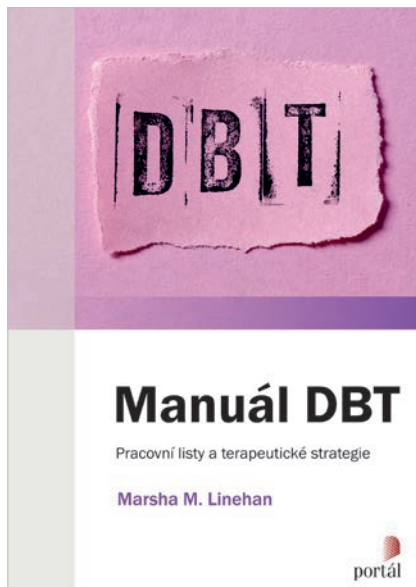 DBT
Manuál DBT
Pracovní listy a terapeutické strategie
Marsha M. Linehan
portál